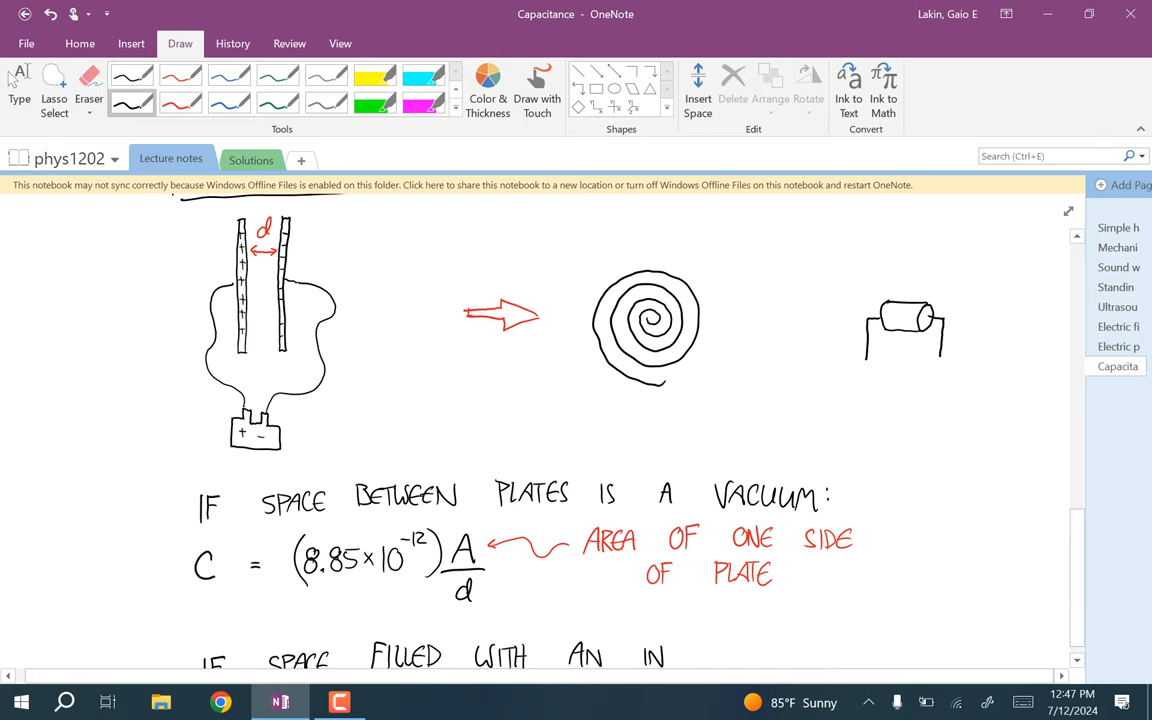 Capacitance - OneNote
Lakin, Gaio E
File Home Insert Draw History Review View
Type
Lasso Select
Eraser
Color & Thickness
Draw with Touch
Insert Space
Delete
Arrange
Rotate
Ink to Text
Ink to Math
Tools
Shapes
Edit
Convert
phys1202
Lecture notes
Solutions
Search (Ctrl+E)
This notebook may not sync correctly because Windows Offline Files is enabled on this folder. Click here to share this notebook to a new location or turn off Windows Offline Files on this notebook and restart OneNote.
Add Pag
Simple h
Mechani
Sound w
Standin
Ultrasou
Electric fi
Electric p
Capacita
d
+ -
IF SPACE BETWEEN PLATES IS A VACUUM:
C = (8.85×10⁻¹²) A/d
AREA OF ONE SIDE
OF PLATE
IF SPACE FILLED WITH AN IN
85°F Sunny
12:47 PM
7/12/2024